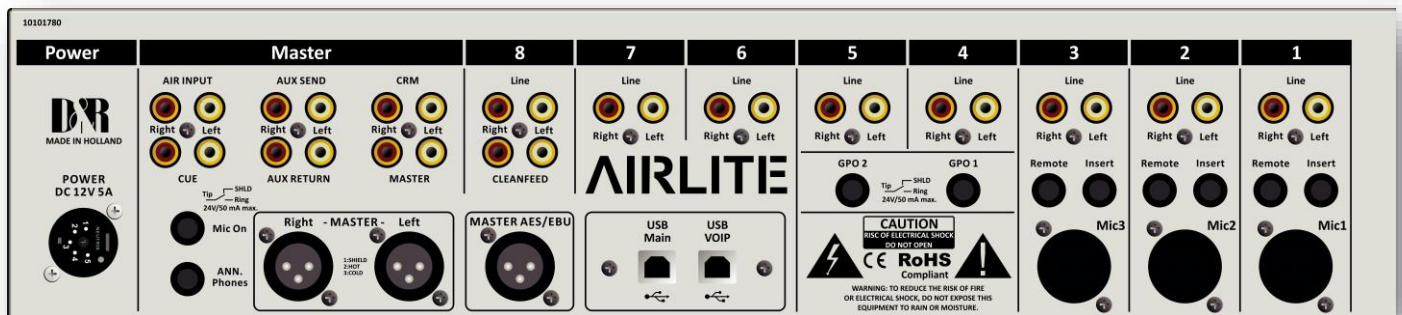 10101780
Power Master 8 7 6 5 4 3 2 1
AIR INPUT AUX SEND CRM Line Line Line Line Line Line Line Line
D&R
MADE IN HOLLAND
Right Left Right Left Right Left Right Left Right Left Right Left Right Left Right Left Right Left Right Left Right Left
CUE AUX RETURN MASTER CLEANFEED
AIRLITE
GPO 2 GPO 1
Remote Insert Remote Insert Remote Insert
POWER
DC 12V 5A
Tip SHLD
Ring
24V/50 mA max.
Tip SHLD
Ring
24V/50 mA max.
Mic On
ANN.
Phones
Right - MASTER - Left
1:SHIELD
2:HOT
3:COLD
MASTER AES/EBU
USB
Main
USB
VOIP
CAUTION
RISC OF ELECTRICAL SHOCK
DO NOT OPEN
CE RoHS
Compliant
WARNING: TO REDUCE THE RISK OF FIRE
OR ELECTRICAL SHOCK, DO NOT EXPOSE THIS
EQUIPMENT TO RAIN OR MOISTURE.
Mic3 Mic2 Mic1
1
2
3
4
5